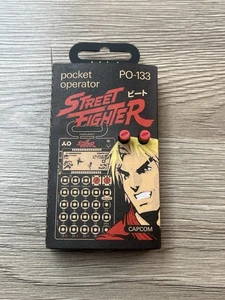 pocket operator
PO-133
STREET FIGHTER
ビート
CAPCOM